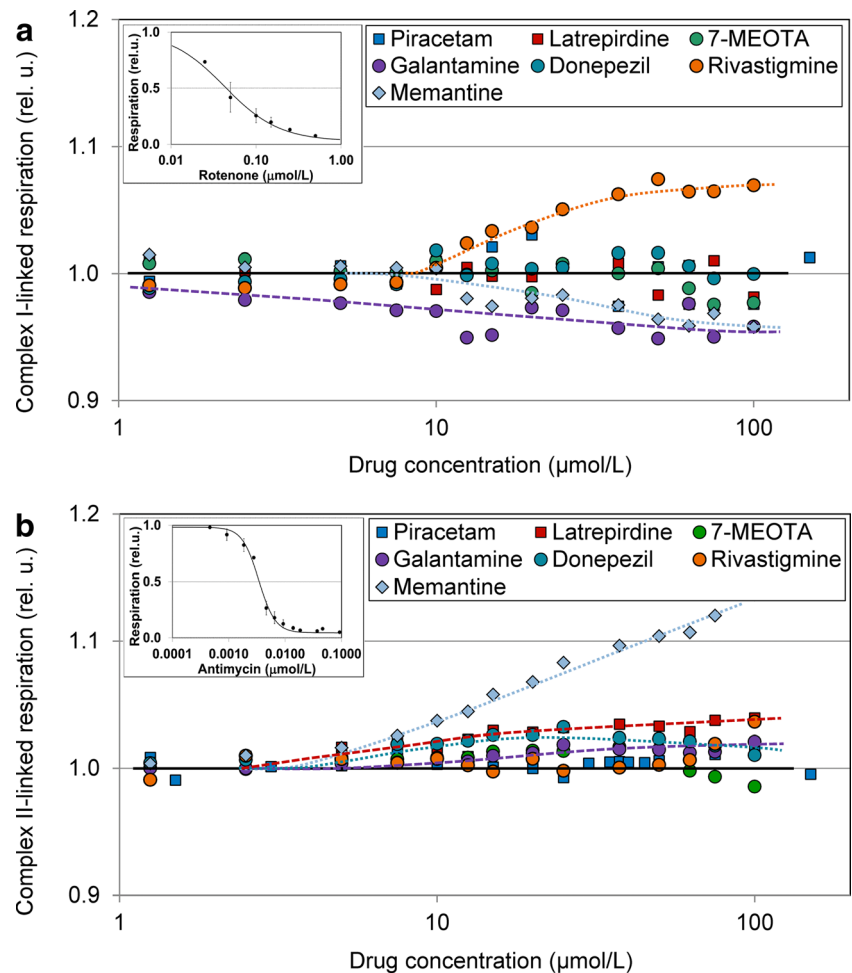 a
Complex I-linked respiration (rel. u.)
1.2
1.1
1.0
0.9
Respiration (rel.u.)
1.0
0.5
0.0
0.01 0.10 1.00
Rotenone (μmol/L)
Piracetam Latrepirdine 7-MEOTA
Galantamine Donepezil Rivastigmine
Memantine
1 10 100
Drug concentration (μmol/L)
b
Complex II-linked respiration (rel. u.)
1.2
1.1
1.0
0.9
Respiration (rel.u.)
1.0
0.5
0.0
0.0001 0.0010 0.0100 0.1000
Antimycin (μmol/L)
Piracetam Latrepirdine 7-MEOTA
Galantamine Donepezil Rivastigmine
Memantine
1 10 100
Drug concentration (μmol/L)